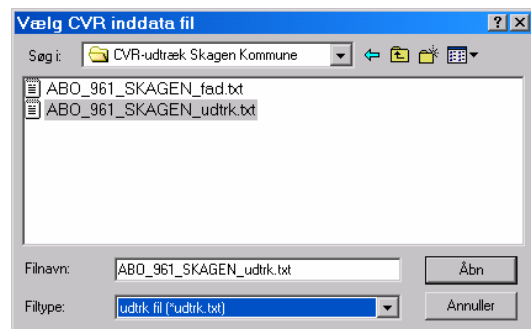 Vælg CVR inddata fil
Søg i: CVR-udtræk Skagen Kommune
ABO_961_SKAGEN_fad.txt
ABO_961_SKAGEN_udtrk.txt
Filnavn: ABO_961_SKAGEN_udtrk.txt Åbn
Filtype: udtrk fil (*udtrk.txt) Annuller